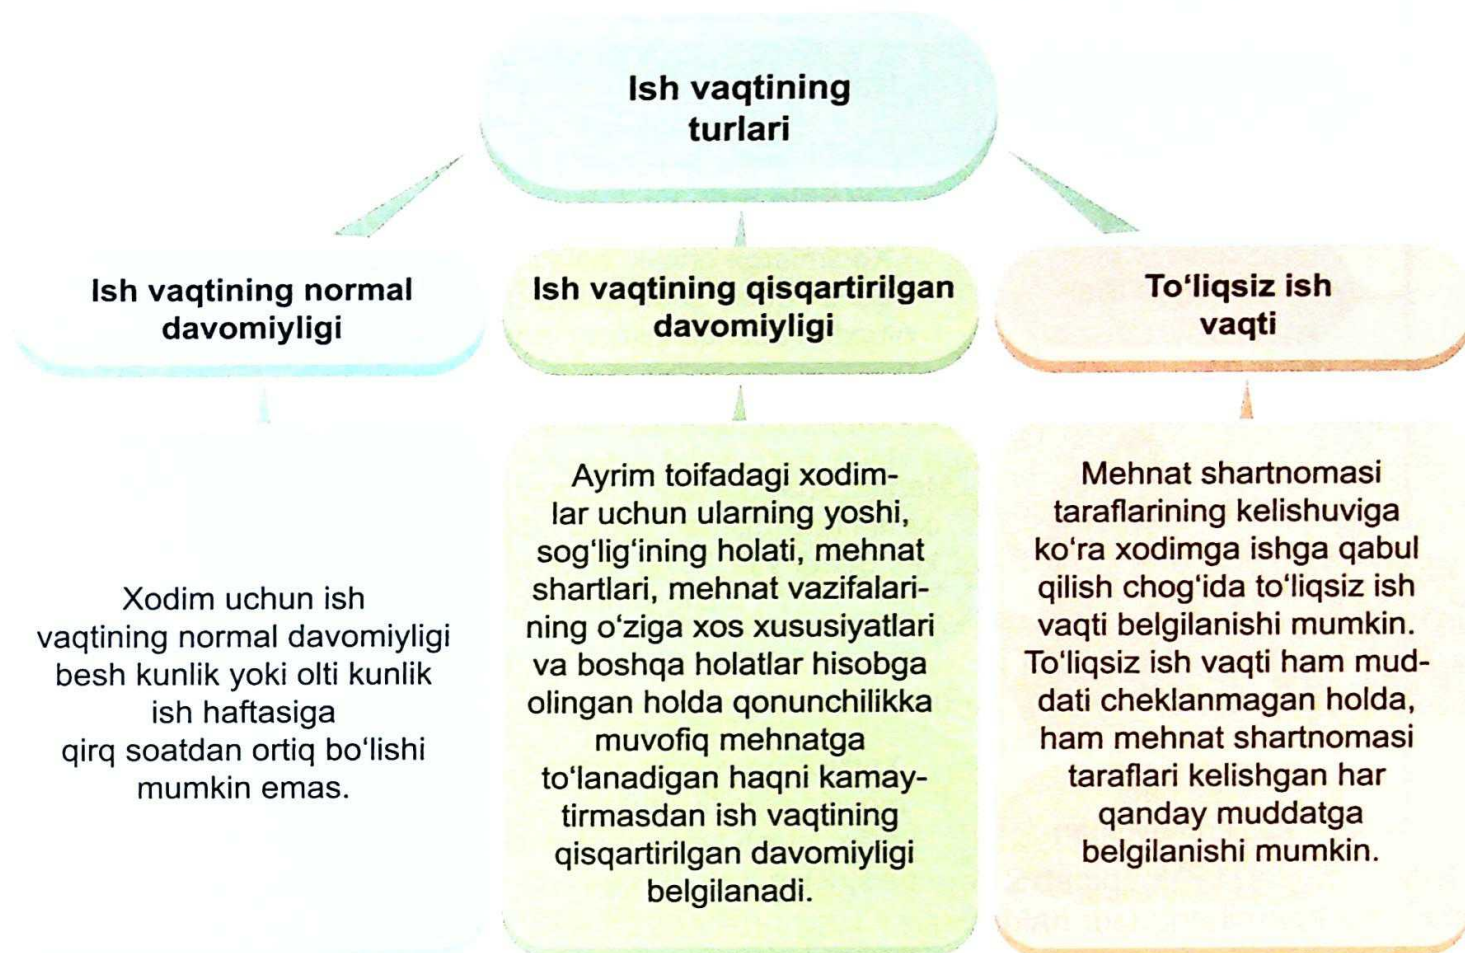 Ish vaqtining
turlari
Ish vaqtining normal
davomiyligi
Ish vaqtining qisqartirilgan
davomiyligi
To‘liqsiz ish
vaqti
Xodim uchun ish
vaqtining normal davomiyligi
besh kunlik yoki olti kunlik
ish haftasiga
qirq soatdan ortiq bo‘lishi
mumkin emas.
Ayrim toifadagi xodim-
lar uchun ularning yoshi,
sog‘lig‘ining holati, mehnat
shartlari, mehnat vazifalari-
ning o‘ziga xos xususiyatlari
va boshqa holatlar hisobga
olingan holda qonunchilikka
muvofiq mehnatga
to‘lanadigan haqni kamay-
tirmasdan ish vaqtining
qisqartirilgan davomiyligi
belgilanadi.
Mehnat shartnomasi
taraflarining kelishuviga
ko‘ra xodimga ishga qabul
qilish chog‘ida to‘liqsiz ish
vaqti belgilanishi mumkin.
To‘liqsiz ish vaqti ham mud-
dati cheklanmagan holda,
ham mehnat shartnomasi
taraflari kelishgan har
qanday muddatga
belgilanishi mumkin.